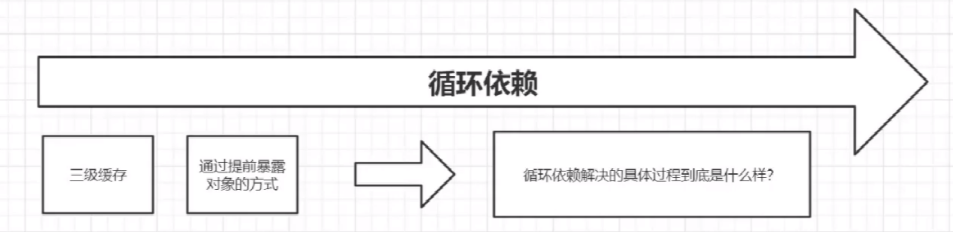 循环依赖
三级缓存
通过提前暴露
对象的方式
循环依赖解决的具体过程到底是什么样?